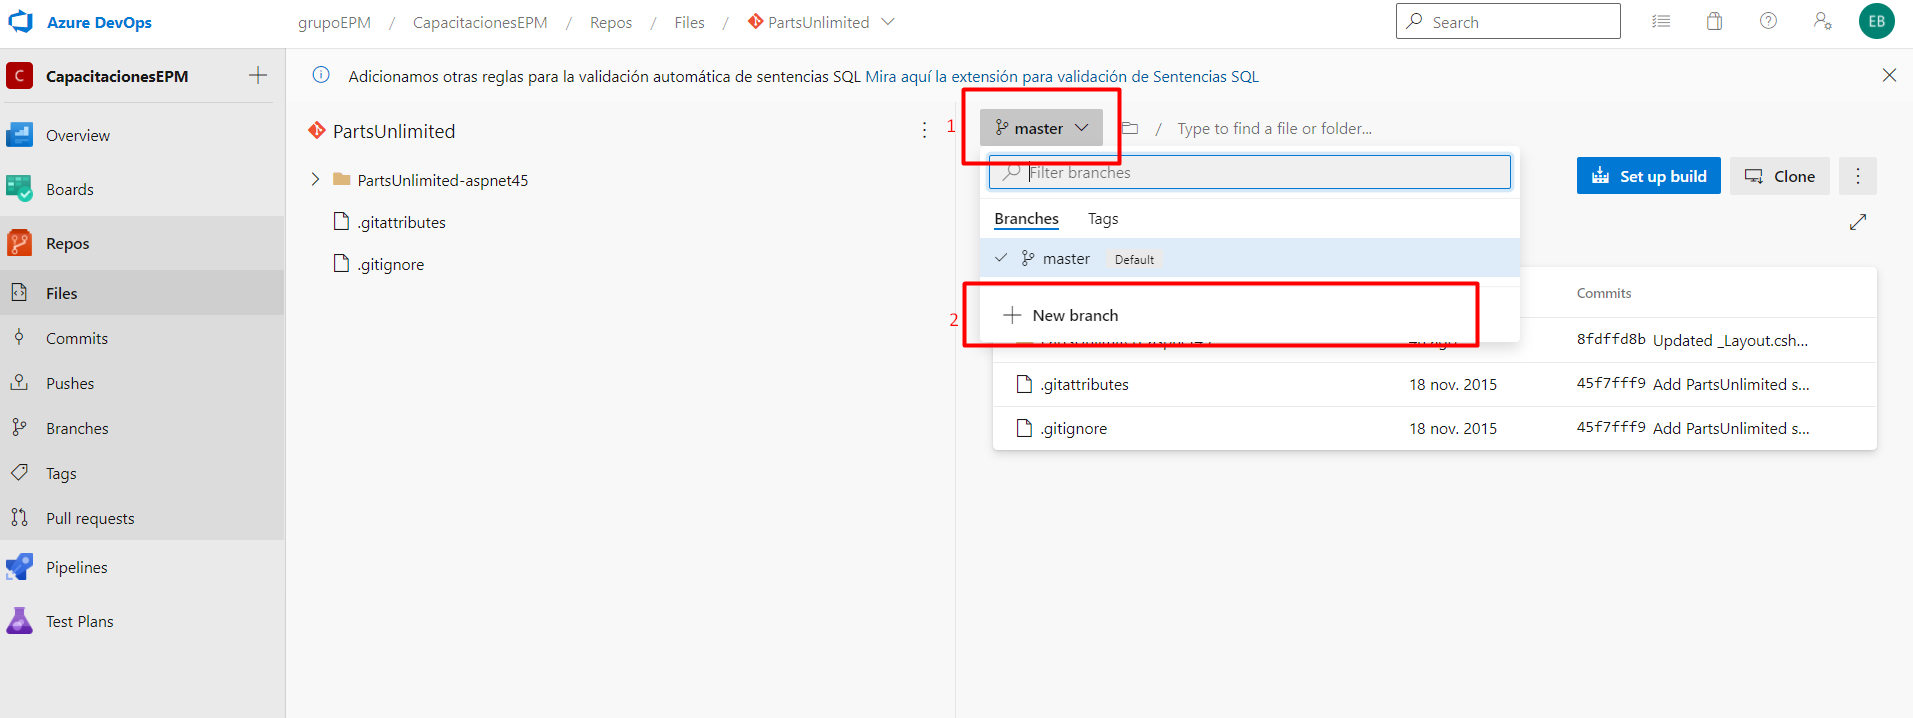 Azure DevOps
grupoEPM / CapacitacionesEPM / Repos / Files / PartsUnlimited
Search
EB
C CapacitacionesEPM
Adicionamos otras reglas para la validación automática de sentencias SQL Mira aquí la extensión para validación de Sentencias SQL
Overview
Boards
Repos
Files
Commits
Pushes
Branches
Tags
Pull requests
Pipelines
Test Plans
PartsUnlimited
PartsUnlimited-aspnet45
.gitattributes
.gitignore
1
master
/ Type to find a file or folder...
Filter branches
Set up build
Clone
Branches Tags
master Default
2
New branch
Commits
8fdffd8b Updated _Layout.csh...
.gitattributes 18 nov. 2015 45f7fff9 Add PartsUnlimited s...
.gitignore 18 nov. 2015 45f7fff9 Add PartsUnlimited s...